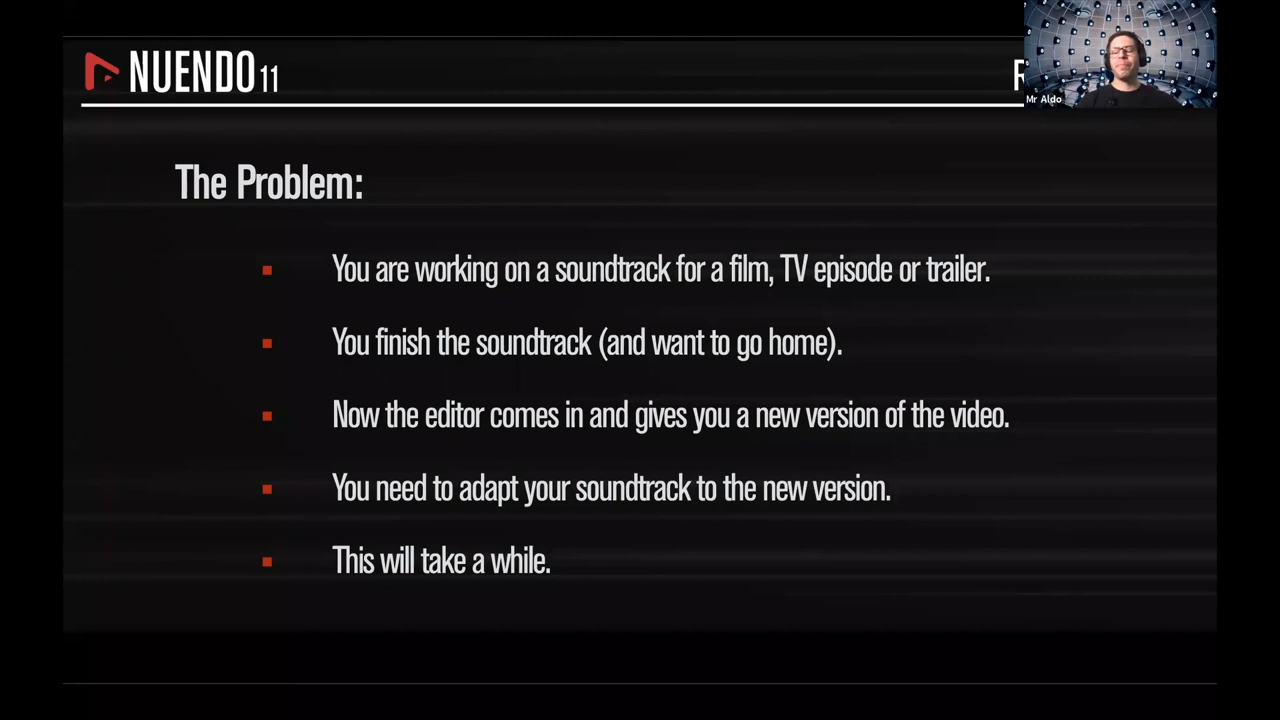 NUENDO 11
Mr Aldo
The Problem:
You are working on a soundtrack for a film, TV episode or trailer.
You finish the soundtrack (and want to go home).
Now the editor comes in and gives you a new version of the video.
You need to adapt your soundtrack to the new version.
This will take a while.